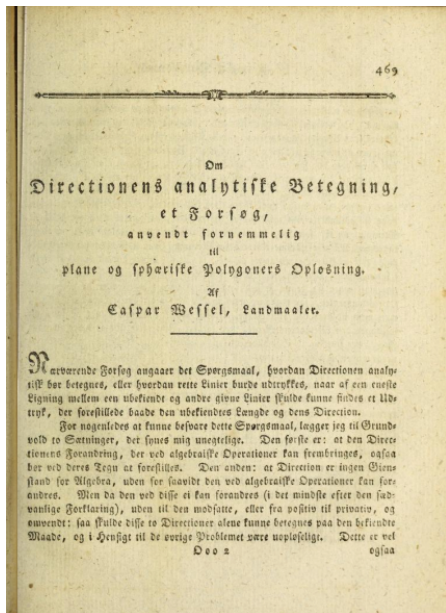 469
Om
Directionens analytiske Betegning,
et Forsøg,
anvendt fornemmelig
til
plane og sphæriske Polygoners Opløsning.
Af
Caspar Wessel, Landmaaler.
Nærværende Forsøg angaaer det Spørgsmaal, hvordan Directionen analy-
tisk bør betegnes, eller hvordan rette Linier burde udtrykkes, naar af een eneste
Ligning mellem een ubekiendt og andre givne Linier skulde kunne findes et Ud-
tryk, der forestillede baade den ubekiendtes Længde og dens Direction.
For nogenledes at kunne besvare dette Spørgsmaal, lægger jeg til Grund-
vold to Sætninger, der synes mig unegtelige. Den første er: at den Direc-
tionens Forandring, der ved algebraiske Operationer kan frembringes, ogsaa
bør ved deres Tegn at forestilles. Den anden: at Direction er ingen Gien-
stand for Algebra, uden for saavidt den ved algebraiske Operationer kan for-
andres. Men da den ved disse ei kan forandres (i det mindste efter den sæd-
vanlige Forklaring), uden til den modsatte, eller fra positiv til privativ, og
omvendt: saa skulde disse to Directioner alene kunne betegnes paa den bekiendte
Maade, og i Hensigt til de øvrige Problemet være uopløseligt. Dette er vel
Ooo 2 ogsaa